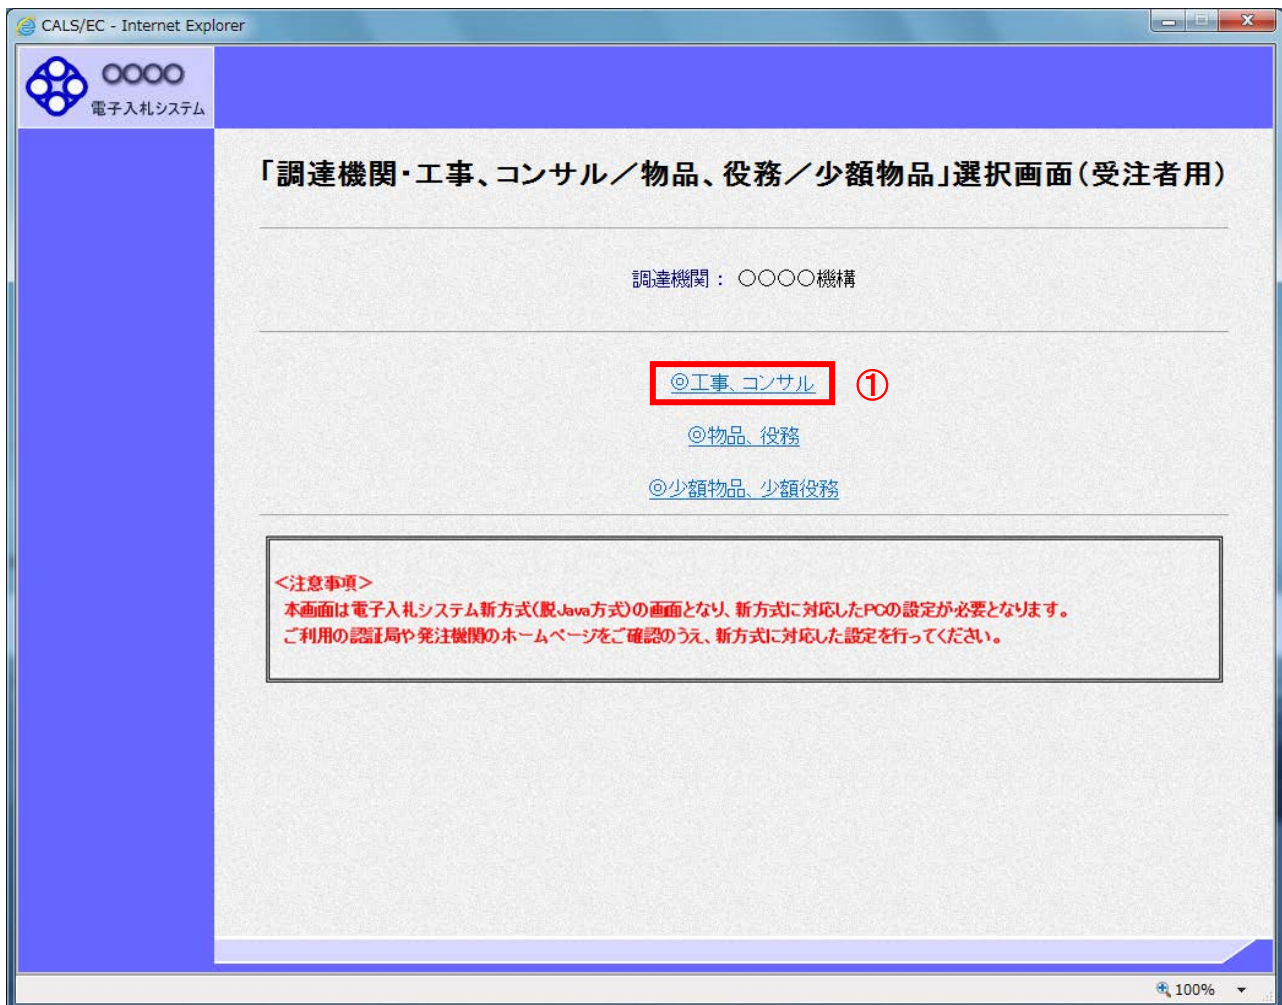 CALS/EC - Internet Explorer
〇〇〇〇
電子入札システム
「調達機関・工事、コンサル／物品、役務／少額物品」選択画面（受注者用）
調達機関： 〇〇〇〇機構
◎工事、コンサル
①
◎物品、役務
◎少額物品、少額役務
＜注意事項＞
本画面は電子入札システム新方式(脱Java方式)の画面となり、新方式に対応したPCの設定が必要となります。
ご利用の認証局や発注機関のホームページをご確認のうえ、新方式に対応した設定を行ってください。
100%